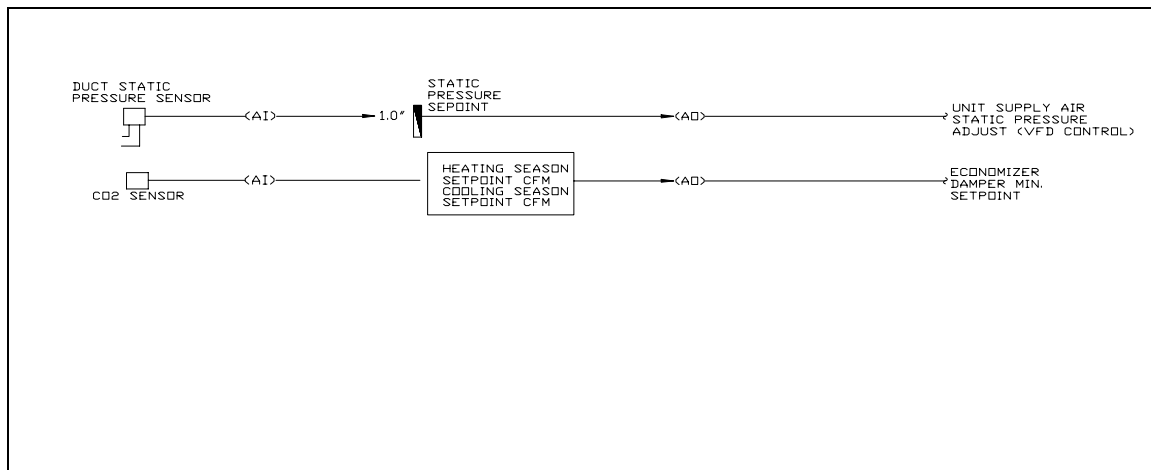 DUCT STATIC
PRESSURE SENSOR
(AI)
1.0"
STATIC
PRESSURE
SEPOINT
(AO)
UNIT SUPPLY AIR
STATIC PRESSURE
ADJUST (VFD CONTROL)
CO2 SENSOR
(AI)
HEATING SEASON
SETPOINT CFM
COOLING SEASON
SETPOINT CFM
(AO)
ECONOMIZER
DAMPER MIN.
SETPOINT